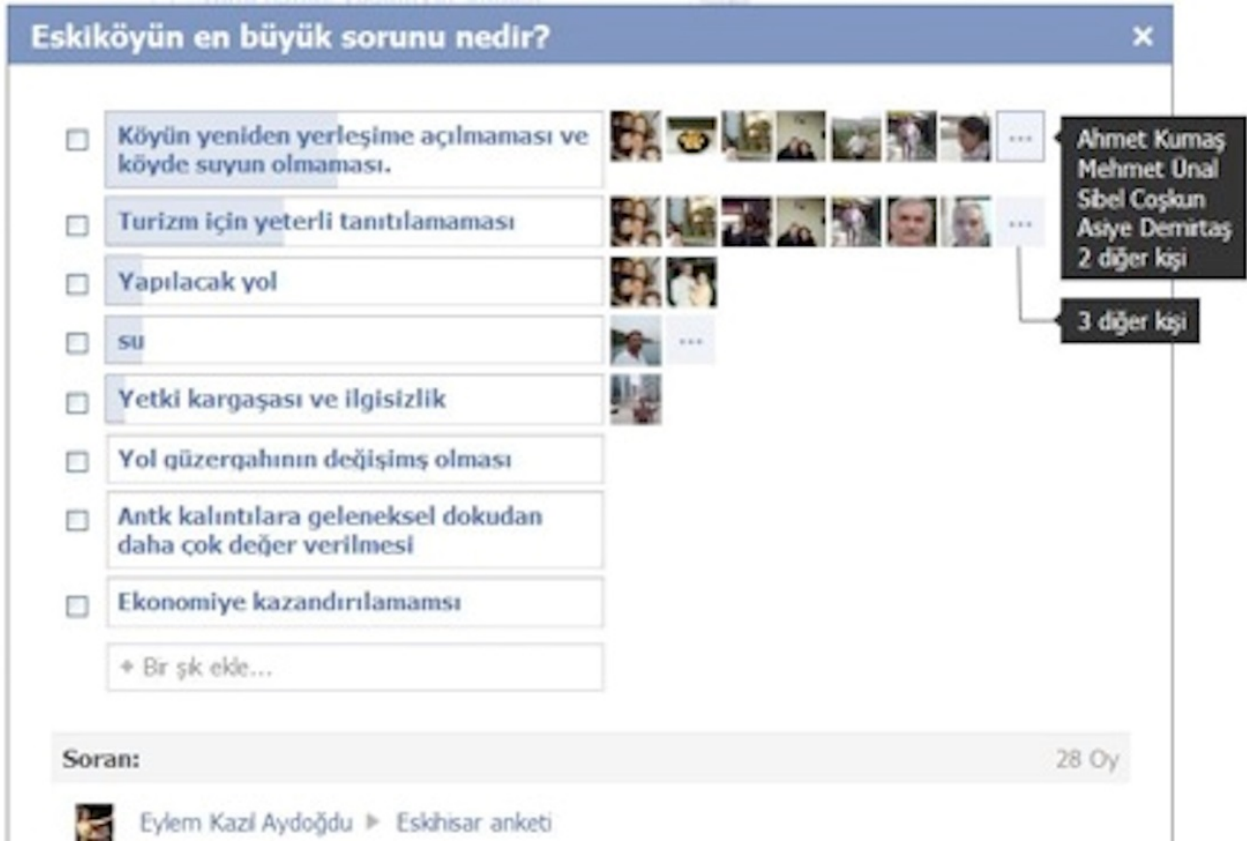 Eskiköyün en büyük sorunu nedir?
Köyün yeniden yerleşime açılmaması ve
köyde suyun olmaması.
Ahmet Kumaş
Mehmet Ünal
Sibel Coşkun
Asiye Demirtaş
2 diğer kişi
Turizm için yeterli tanıtılamaması
3 diğer kişi
Yapılacak yol
su
Yetki kargaşası ve ilgisizlik
Yol güzergahının değişimş olması
Antk kalıntılara geleneksel dokudan
daha çok değer verilmesi
Ekonomiye kazandırılamamsı
+ Bir şık ekle...
Soran:
28 Oy
Eylem Kazıl Aydoğdu ▶ Eskihisar anketi